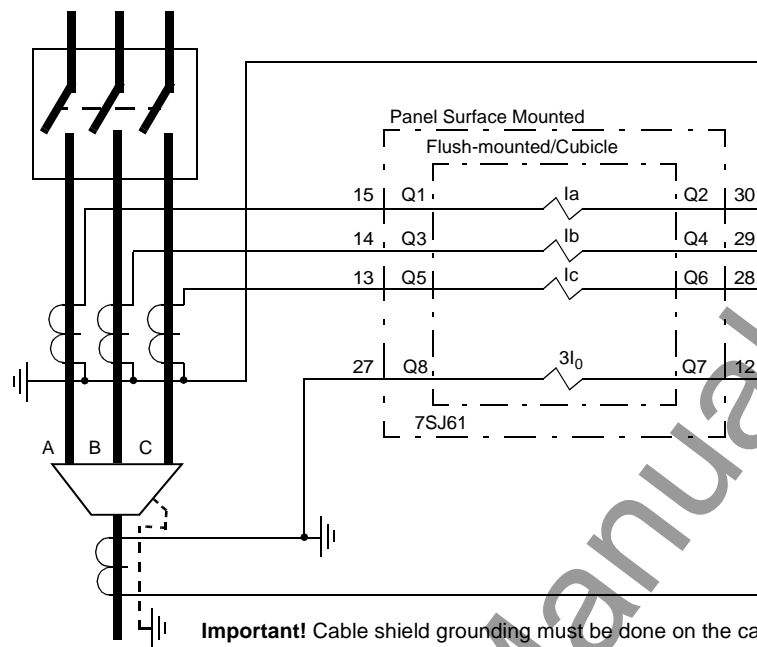 Panel Surface Mounted
Flush-mounted/Cubicle
15 Q1 Ia Q2 30
14 Q3 Ib Q4 29
13 Q5 Ic Q6 28
27 Q8 3I0 Q7 12
7SJ61
A B C
Important! Cable shield grounding must be done on the ca
Manual